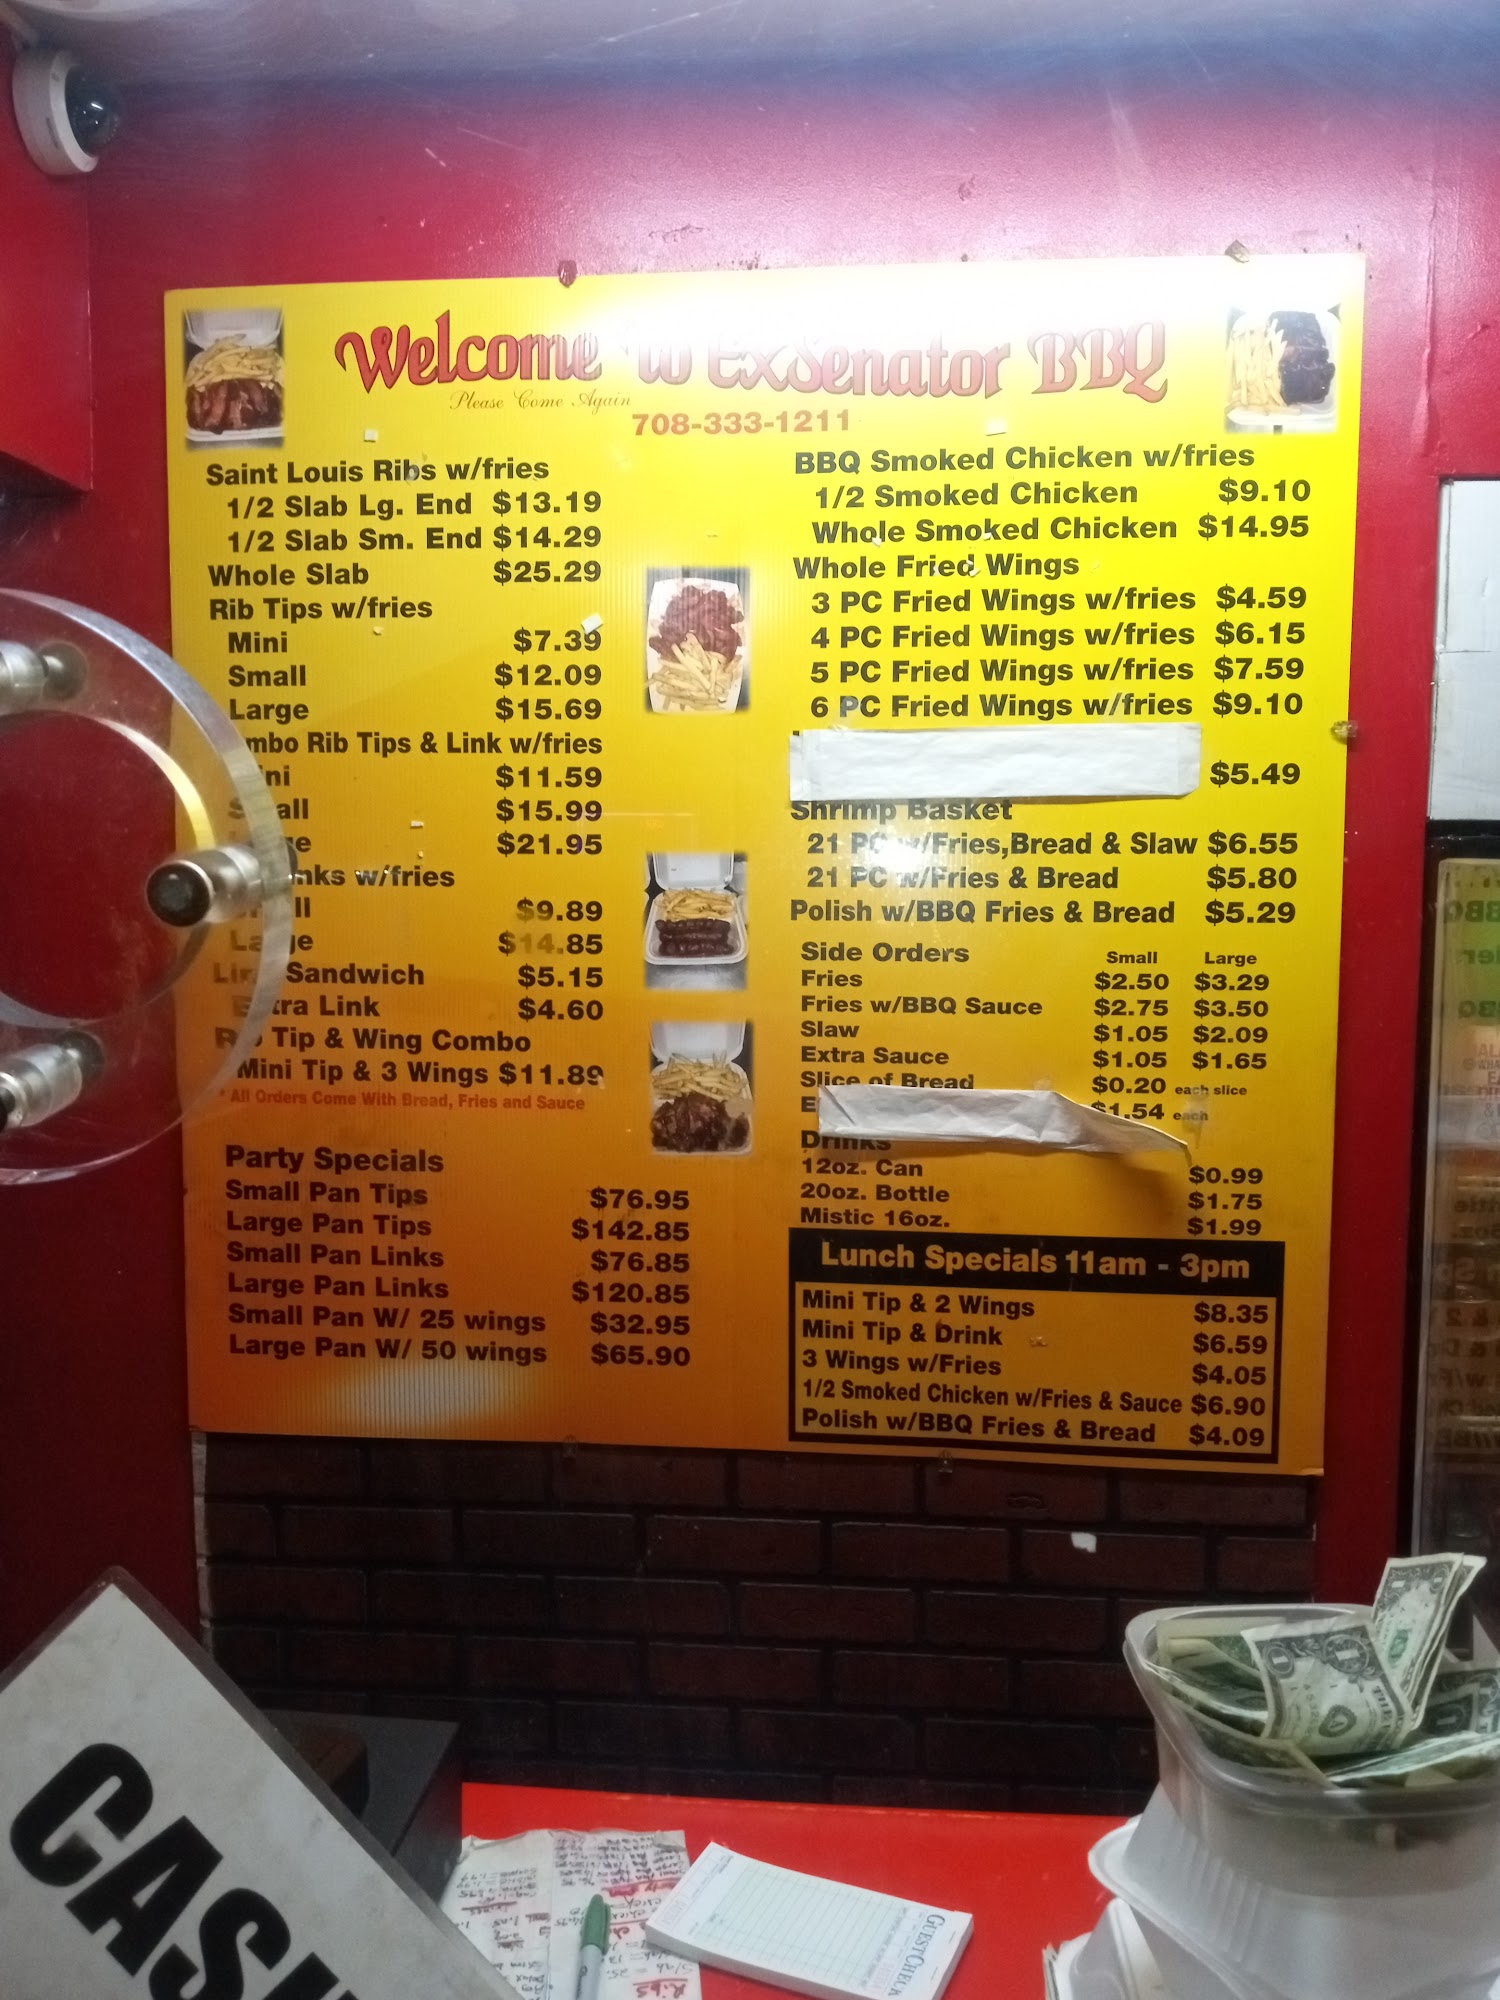 Welcome to ExSenator BBQ
Please Come Again
708-333-1211
Saint Louis Ribs w/fries
1/2 Slab Lg. End $13.19
1/2 Slab Sm. End $14.29
Whole Slab $25.29
Rib Tips w/fries
Mini $7.39
Small $12.09
Large $15.69
mbo Rib Tips & Link w/fries
ni $11.59
Small $15.99
ge $21.95
nks w/fries
ll $9.89
Large $14.85
Link Sandwich $5.15
Extra Link $4.60
Rib Tip & Wing Combo
Mini Tip & 3 Wings $11.89
* All Orders Come With Bread, Fries and Sauce
Party Specials
Small Pan Tips $76.95
Large Pan Tips $142.85
Small Pan Links $76.85
Large Pan Links $120.85
Small Pan W/ 25 wings $32.95
Large Pan W/ 50 wings $65.90
BBQ Smoked Chicken w/fries
1/2 Smoked Chicken $9.10
Whole Smoked Chicken $14.95
Whole Fried Wings
3 PC Fried Wings w/fries $4.59
4 PC Fried Wings w/fries $6.15
5 PC Fried Wings w/fries $7.59
6 PC Fried Wings w/fries $9.10
$5.49
Shrimp Basket
21 PC w/Fries,Bread & Slaw $6.55
21 PC w/Fries & Bread $5.80
Polish w/BBQ Fries & Bread $5.29
Side Orders Small Large
Fries $2.50 $3.29
Fries w/BBQ Sauce $2.75 $3.50
Slaw $1.05 $2.09
Extra Sauce $1.05 $1.65
Slice of Bread $0.20 each slice
E $1.54 each
Drinks
12oz. Can $0.99
20oz. Bottle $1.75
Mistic 16oz. $1.99
Lunch Specials 11am - 3pm
Mini Tip & 2 Wings $8.35
Mini Tip & Drink $6.59
3 Wings w/Fries $4.05
1/2 Smoked Chicken w/Fries & Sauce $6.90
Polish w/BBQ Fries & Bread $4.09
CASH
GUESTCHECK
Ribs